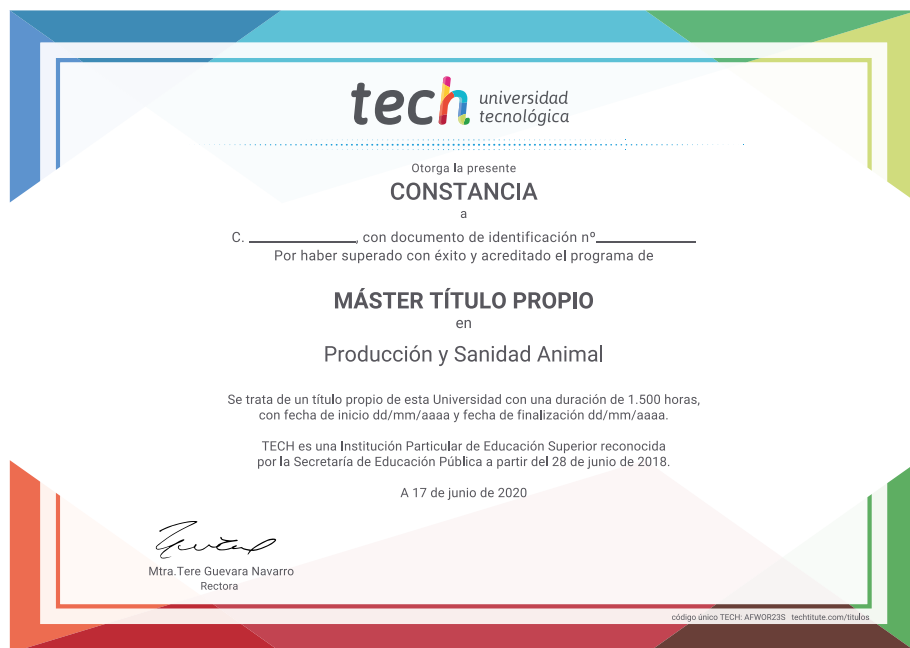 tech universidad
tecnológica
Otorga la presente
CONSTANCIA
a
C. ____________, con documento de identificación nº____________
Por haber superado con éxito y acreditado el programa de
MÁSTER TÍTULO PROPIO
en
Producción y Sanidad Animal
Se trata de un título propio de esta Universidad con una duración de 1.500 horas,
con fecha de inicio dd/mm/aaaa y fecha de finalización dd/mm/aaaa.
TECH es una Institución Particular de Educación Superior reconocida
por la Secretaría de Educación Pública a partir del 28 de junio de 2018.
A 17 de junio de 2020
Mtra.Tere Guevara Navarro
Rectora
código único TECH: AFWOR23S techtitute.com/titulos